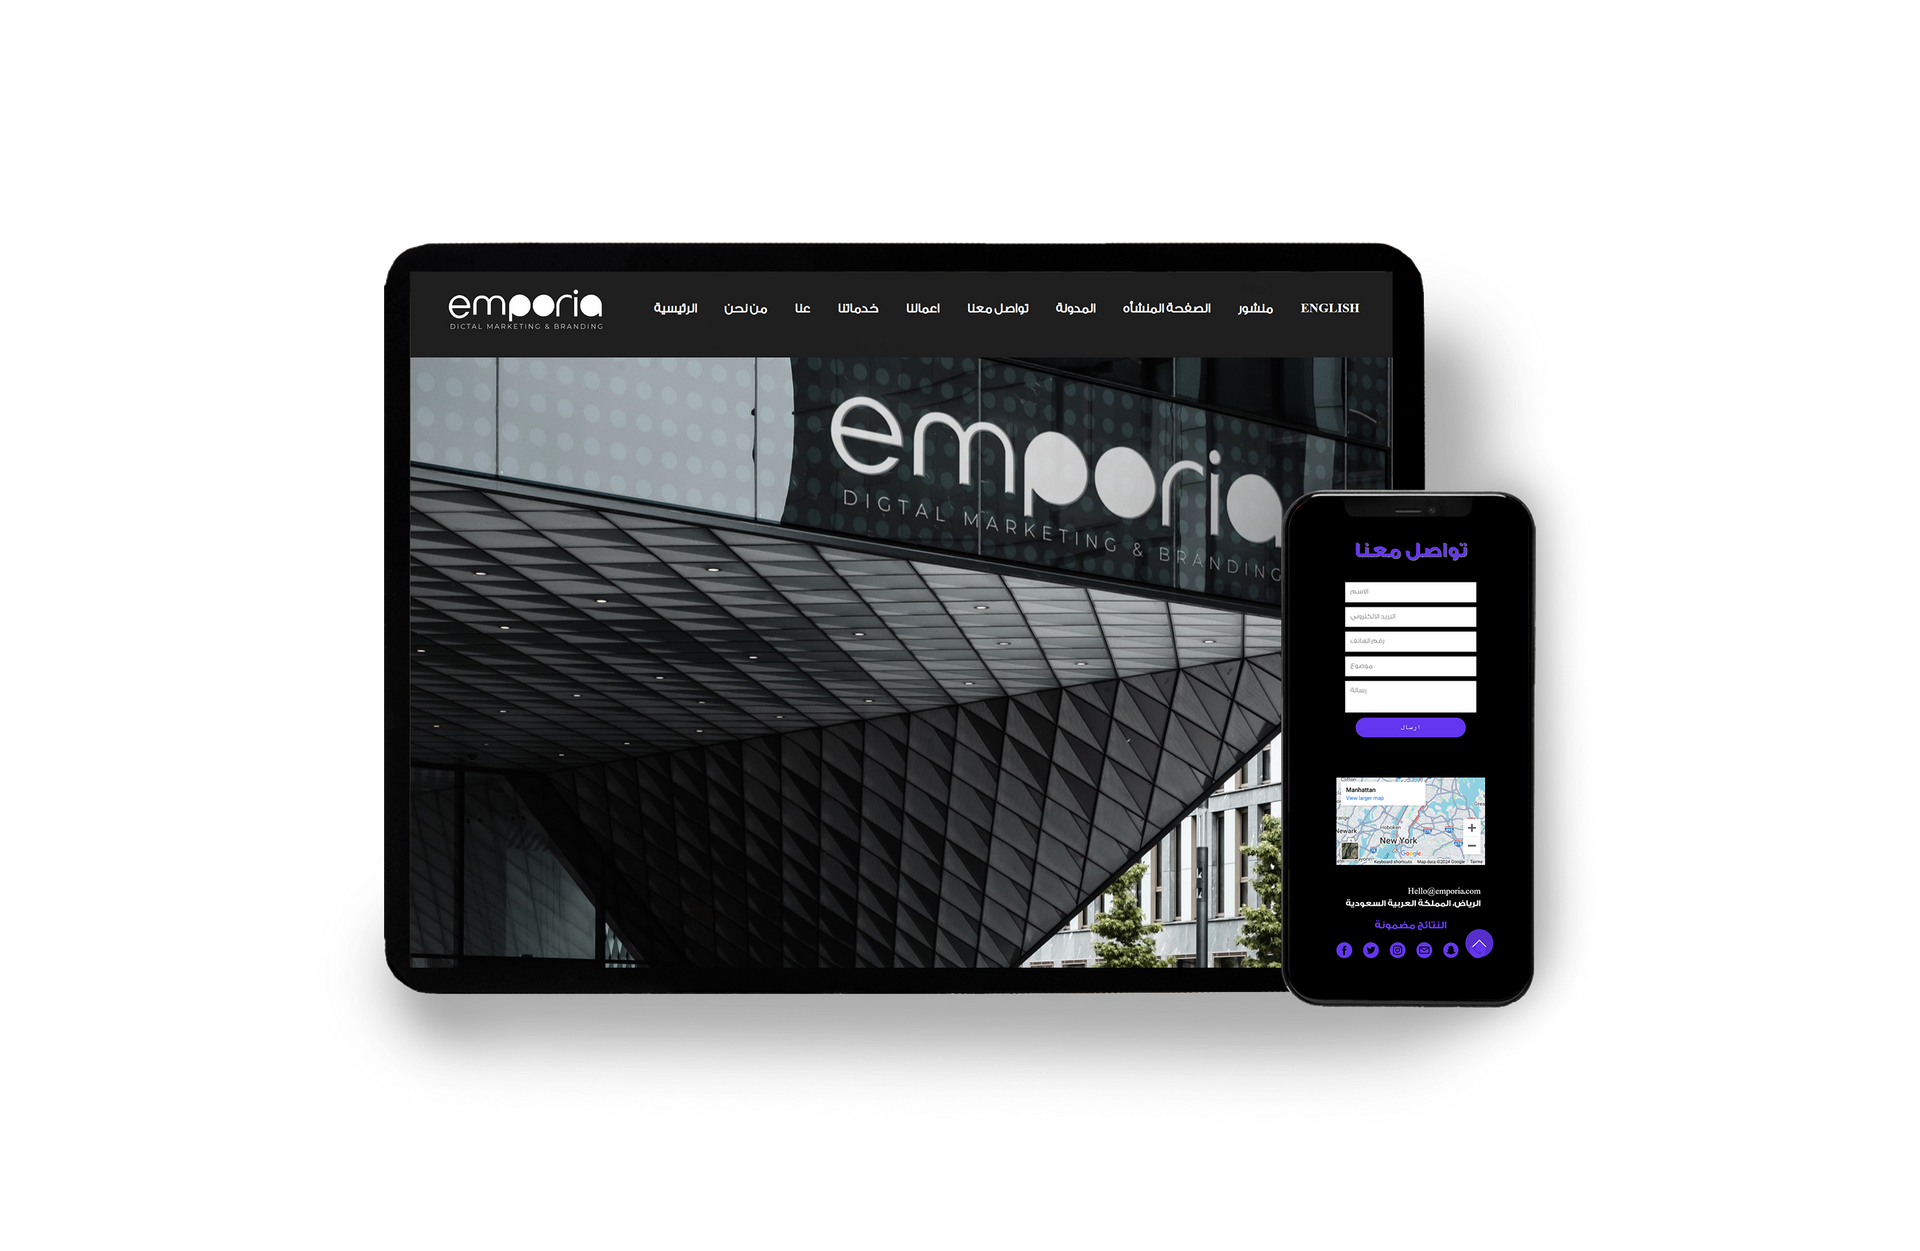 emporia
DICTAL MARKETING & BRANDING
الرئيسية من نحن عنا خدماتنا اعمالنا تواصل معنا المدونة الصفحة المنشأه منشور ENGLISH
emporia
DIGTAL MARKETING & BRANDING
تواصل معنا
الاسم
البريد الالكتروني
رقم الهاتف
موضوع
رسالة
ارسال
Manhattan
View larger map
Hoboken
Newark
New York
Google
Keyboard shortcuts Map data ©2024 Google Terms
Hello@emporia.com
الرياض، المملكة العربية السعودية
النتائج مضمونة